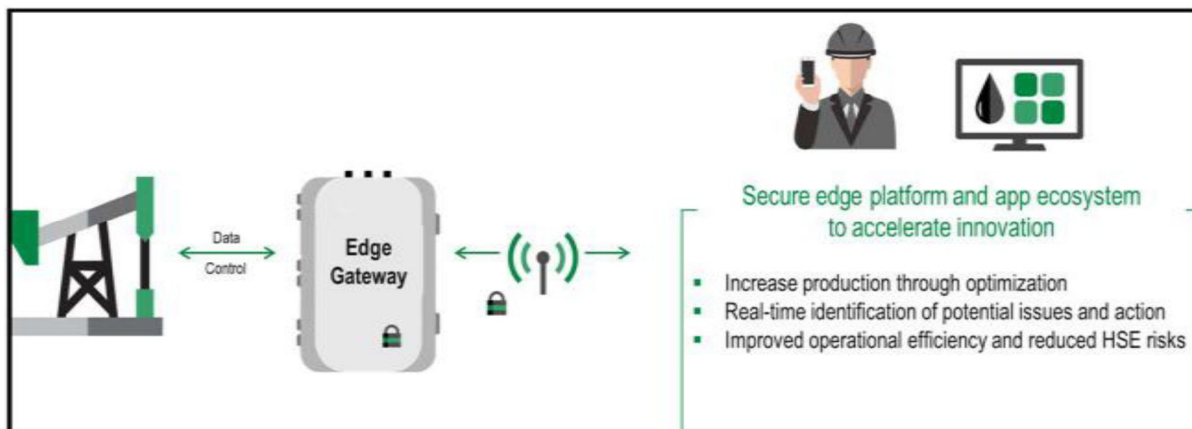 Data
Control
Edge
Gateway
Secure edge platform and app ecosystem
to accelerate innovation
▪ Increase production through optimization
▪ Real-time identification of potential issues and action
▪ Improved operational efficiency and reduced HSE risks